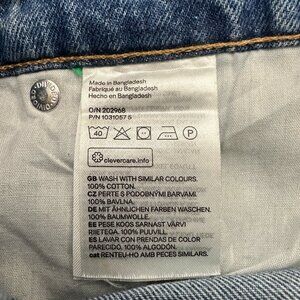 Made in Bangladesh
Fabriqué au Bangladesh
Hecho en Bangladesh
O/N 202968
P/N 1031057 5
40
clevercare.info
GB WASH WITH SIMILAR COLOURS.
100% COTTON.
CZ PERTE S PODOBNÝMI BARVAMI.
100% BAVLNA.
DE MIT ÄHNLICHEN FARBEN WASCHEN.
100% BAUMWOLLE.
EE PESE KOOS SARNAST VÄRVI
RIIETEGA. 100% PUUVILL.
ES LAVAR CON PRENDAS DE COLOR
PARECIDO. 100% ALGODÓN.
cat RENTEU-HO AMB PECES SIMILARS.